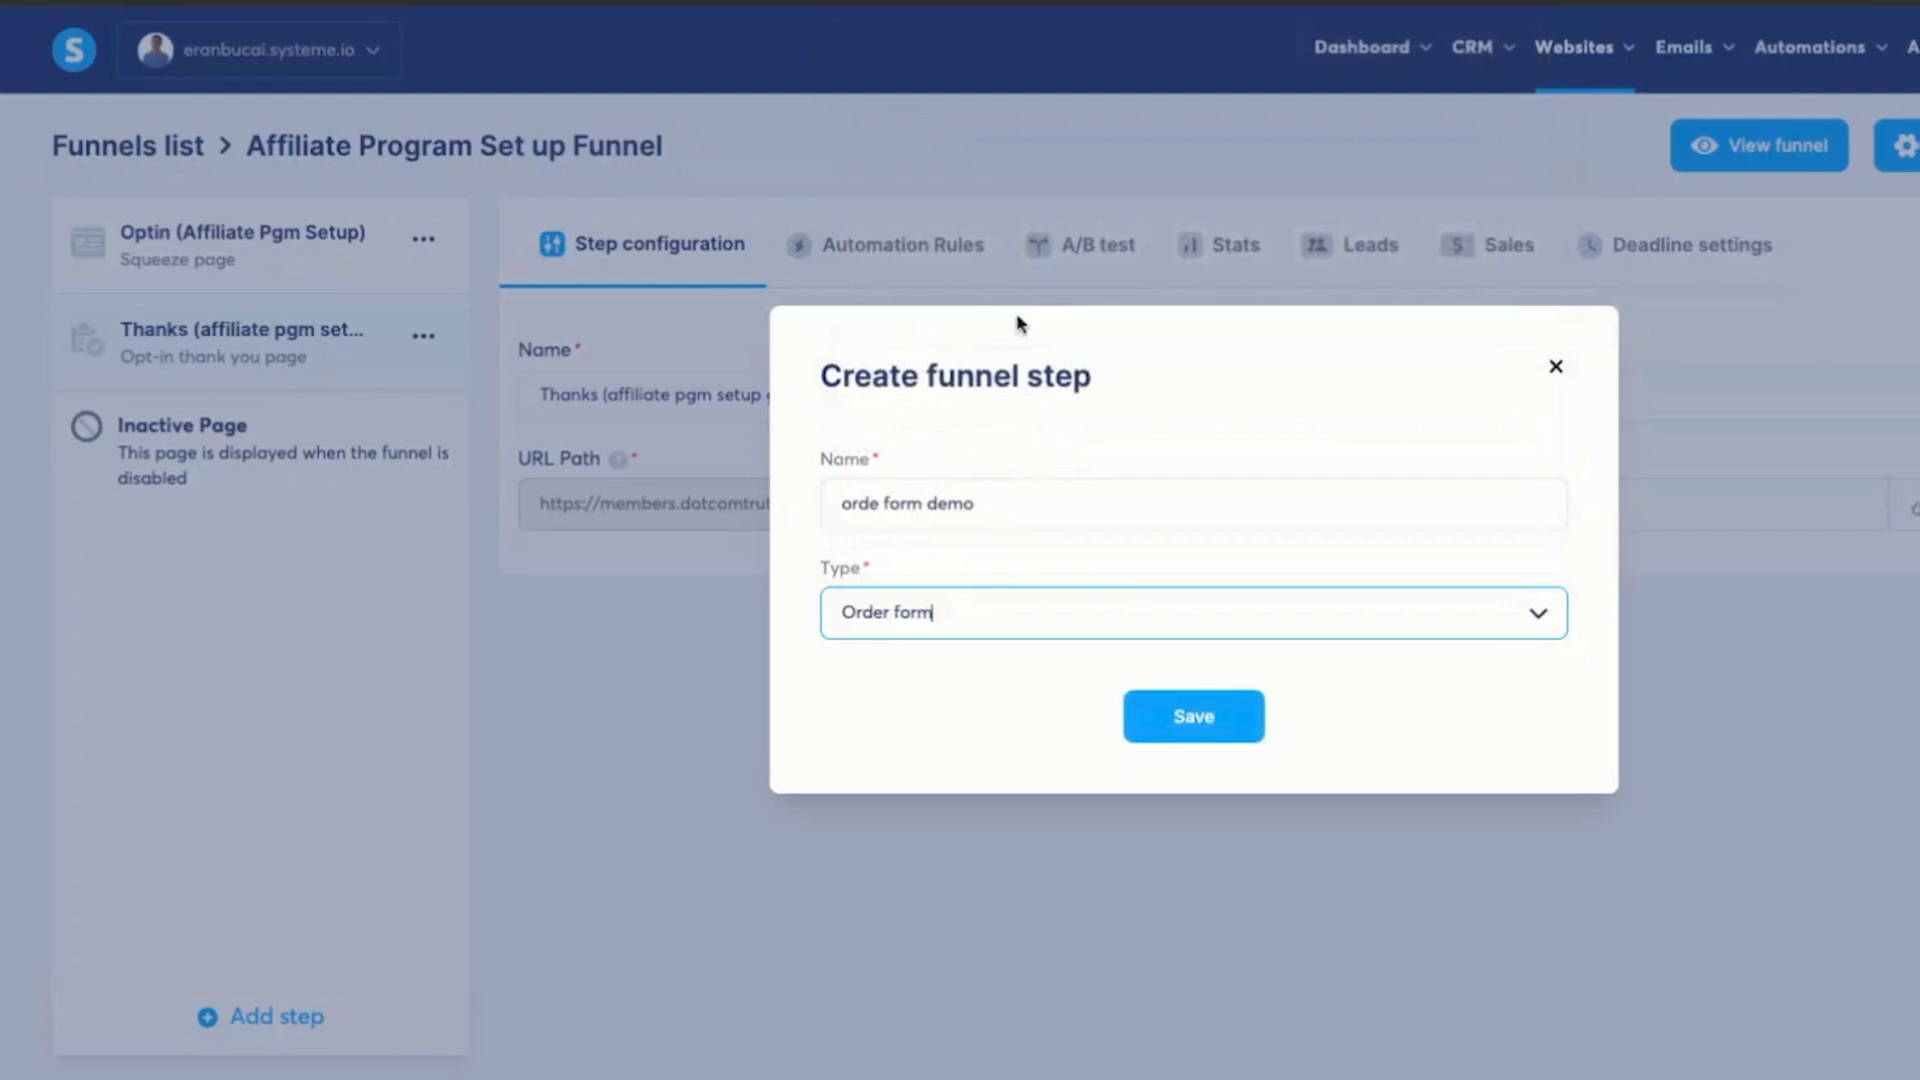 S
eranbucai.systeme.io
Dashboard
CRM
Websites
Emails
Automations
A
Funnels list > Affiliate Program Set up Funnel
View funnel
Optin (Affiliate Pgm Setup)
Squeeze page
Thanks (affiliate pgm set...
Opt-in thank you page
Inactive Page
This page is displayed when the funnel is
disabled
Add step
Step configuration
Automation Rules
A/B test
Stats
Leads
Sales
Deadline settings
Name*
Thanks (affiliate pgm setup
URL Path ? *
https://members.dotcomtrut
Create funnel step
×
Name*
orde form demo
Type*
Order form
Save